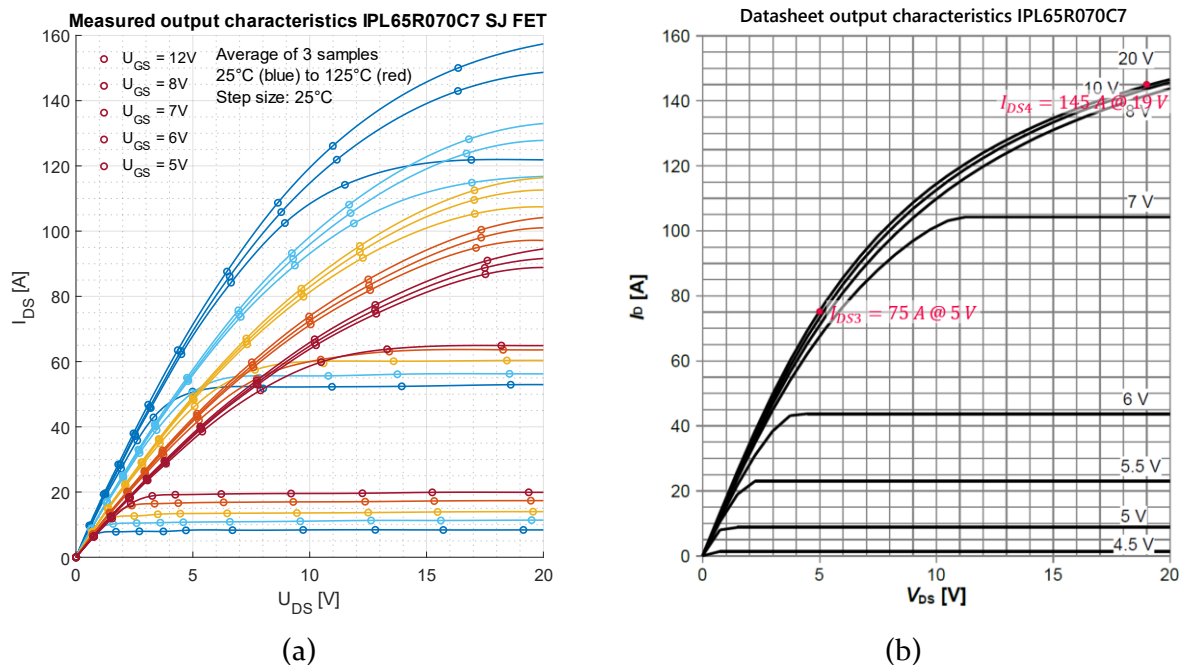 Measured output characteristics IPL65R070C7 SJ FET
160
140
120
100
80
60
40
20
0
I_DS [A]
U_GS = 12V
U_GS = 8V
U_GS = 7V
U_GS = 6V
U_GS = 5V
Average of 3 samples
25°C (blue) to 125°C (red)
Step size: 25°C
0 5 10 15 20
U_DS [V]
(a)
Datasheet output characteristics IPL65R070C7
160
140
120
100
80
60
40
20
0
I_D [A]
20 V
10 V
I_DS4 = 145 A @ 19 V
8 V
7 V
I_DS3 = 75 A @ 5 V
6 V
5.5 V
5 V
4.5 V
0 5 10 15 20
V_DS [V]
(b)